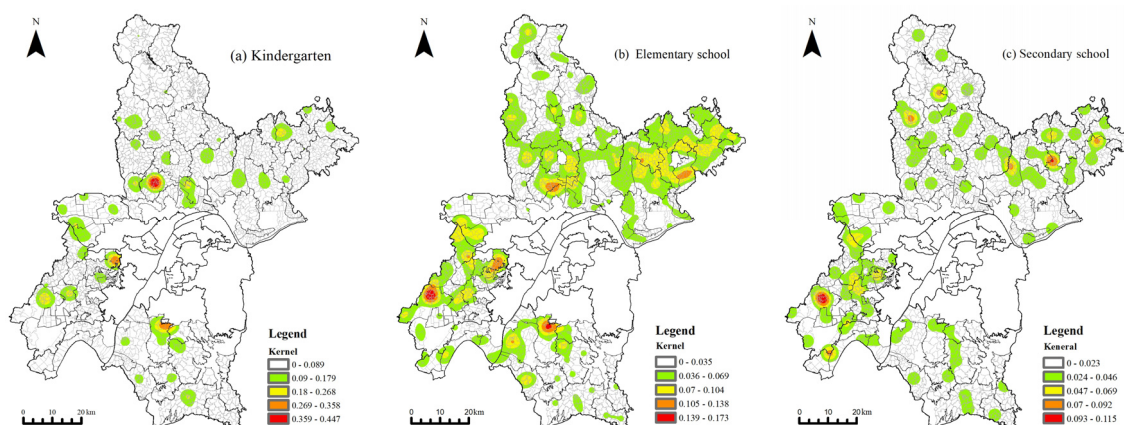 N
(a) Kindergarten
Legend
Kernel
0 - 0.089
0.09 - 0.179
0.18 - 0.268
0.269 - 0.358
0.359 - 0.447
0 10 20 km
N
(b) Elementary school
Legend
Kernel
0 - 0.035
0.036 - 0.069
0.07 - 0.104
0.105 - 0.138
0.139 - 0.173
0 10 20 km
N
(c) Secondary school
Legend
Keneral
0 - 0.023
0.024 - 0.046
0.047 - 0.069
0.07 - 0.092
0.093 - 0.115
0 10 20 km